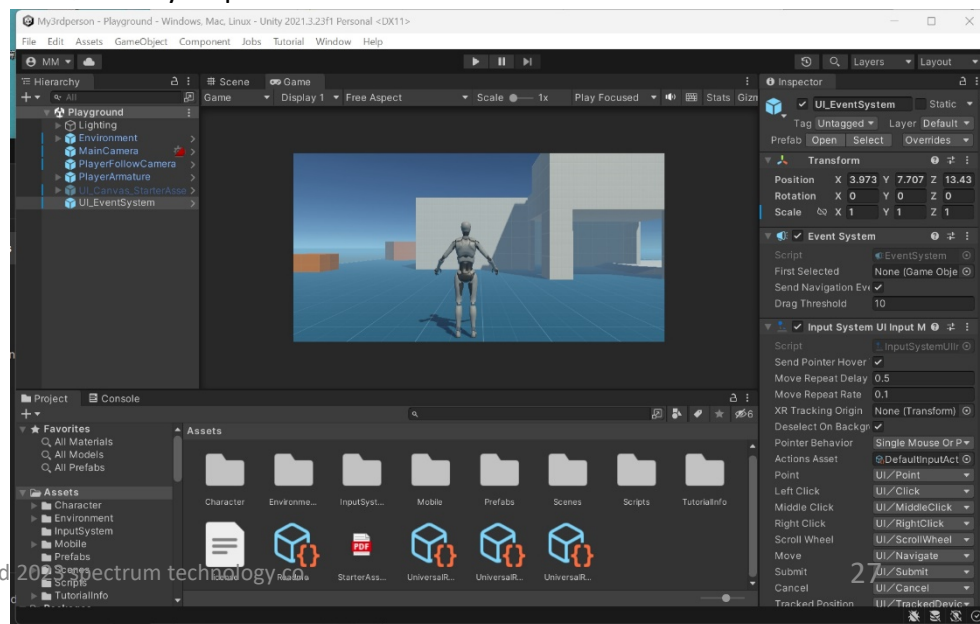 My3rdperson - Playground - Windows, Mac, Linux - Unity 2021.3.23f1 Personal <DX11>
File Edit Assets GameObject Component Jobs Tutorial Window Help
MM Layers Layout
Hierarchy
All
Playground
Lighting
Environment
MainCamera
PlayerFollowCamera
PlayerArmature
UI_Canvas_StarterAsse
UI_EventSystem
Scene Game
Game Display 1 Free Aspect Scale 1x Play Focused Stats Gizm
Inspector
UI_EventSystem Static
Tag Untagged Layer Default
Prefab Open Select Overrides
Transform
Position X 3.973 Y 7.707 Z 13.43
Rotation X 0 Y 0 Z 0
Scale X 1 Y 1 Z 1
Event System
Script EventSystem
First Selected None (Game Obje
Send Navigation Eve
Drag Threshold 10
Input System UI Input M
Script InputSystemUIIr
Send Pointer Hover
Move Repeat Delay 0.5
Move Repeat Rate 0.1
XR Tracking Origin None (Transform)
Deselect On Backgr
Pointer Behavior Single Mouse Or P
Actions Asset DefaultInputAct
Point UI/Point
Left Click UI/Click
Middle Click UI/MiddleClick
Right Click UI/RightClick
Scroll Wheel UI/ScrollWheel
Move UI/Navigate
Submit UI/Submit
Cancel UI/Cancel
Tracked Position UI/TrackedDevic
Project Console
6
Favorites
All Materials
All Models
All Prefabs
Assets
Character
Environment
InputSystem
Mobile
Prefabs
Scenes
Scripts
TutorialInfo
Assets
Character Environme... InputSyst... Mobile Prefabs Scenes Scripts TutorialInfo
PDF
Readme StarterAss... UniversalR... UniversalR... UniversalR...
spectrum technology co
27